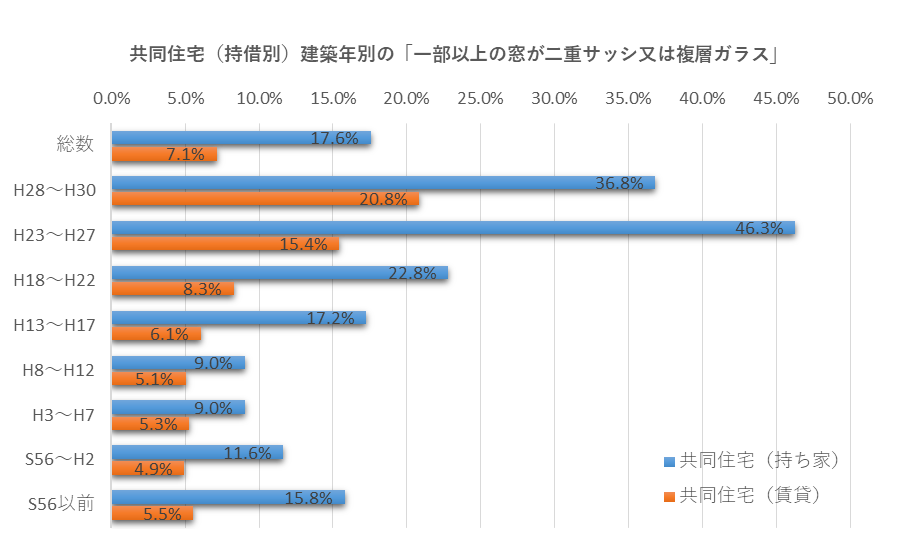 共同住宅（持借別）建築年別の「一部以上の窓が二重サッシ又は複層ガラス」
0.0% 5.0% 10.0% 15.0% 20.0% 25.0% 30.0% 35.0% 40.0% 45.0% 50.0%
総数
17.6%
7.1%
H28～H30
36.8%
20.8%
H23～H27
46.3%
15.4%
H18～H22
22.8%
8.3%
H13～H17
17.2%
6.1%
H8～H12
9.0%
5.1%
H3～H7
9.0%
5.3%
S56～H2
11.6%
4.9%
S56以前
15.8%
5.5%
共同住宅（持ち家）
共同住宅（賃貸）